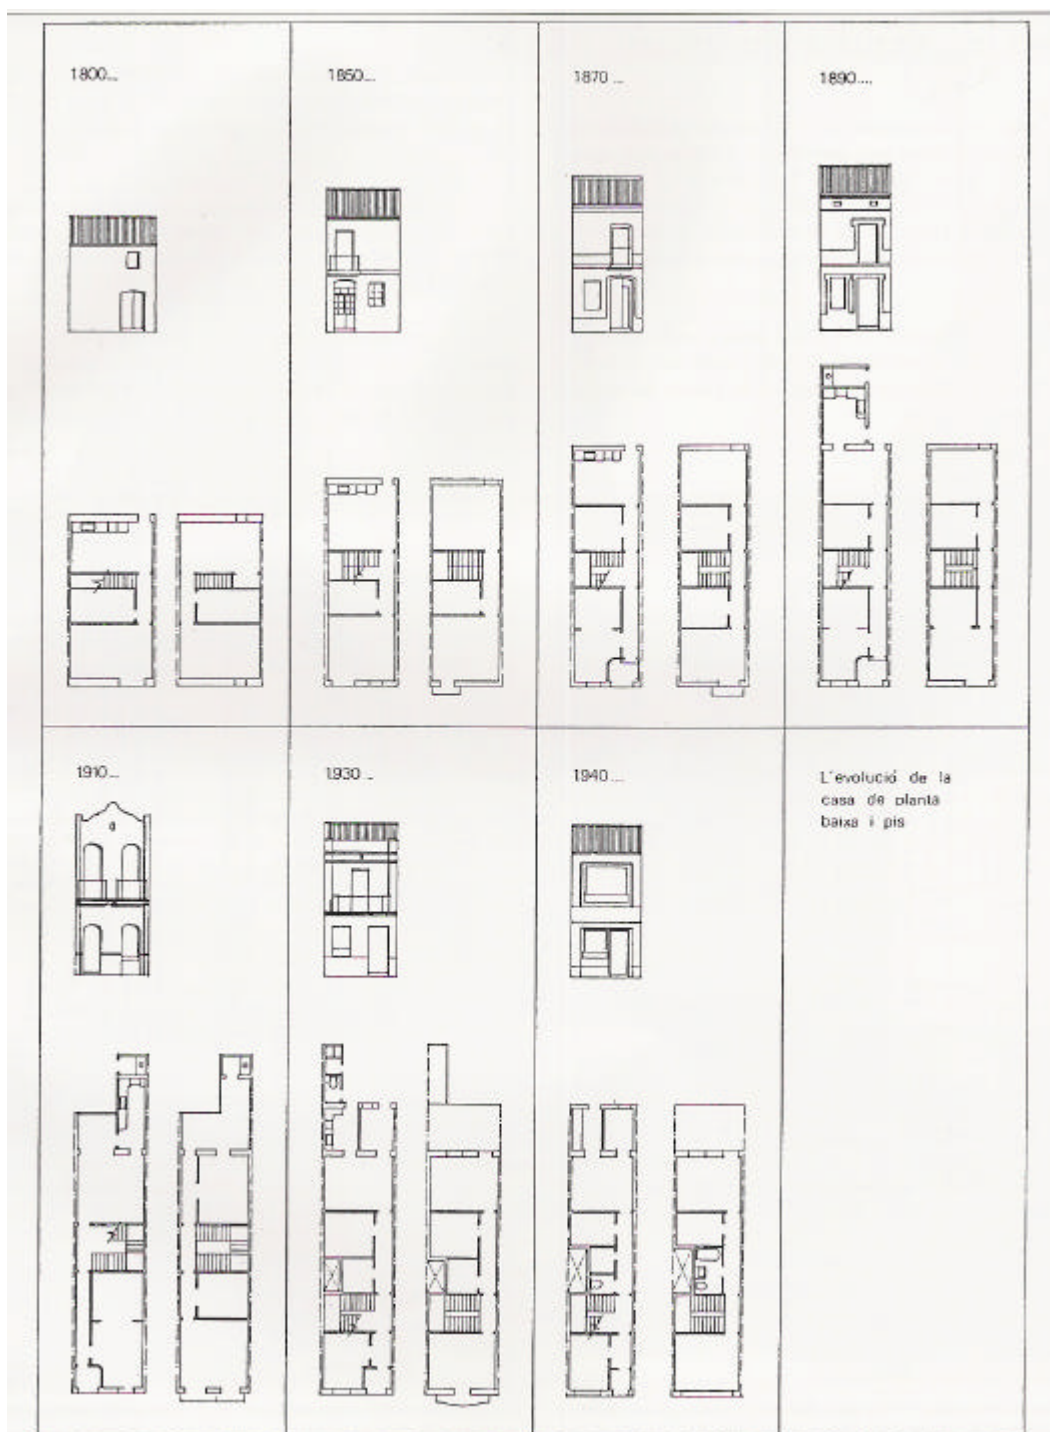 1800...
1850...
1870 ...
1890....
1910...
1930 ..
1940 ...
L'evolució de la
casa de planta
baixa i pis